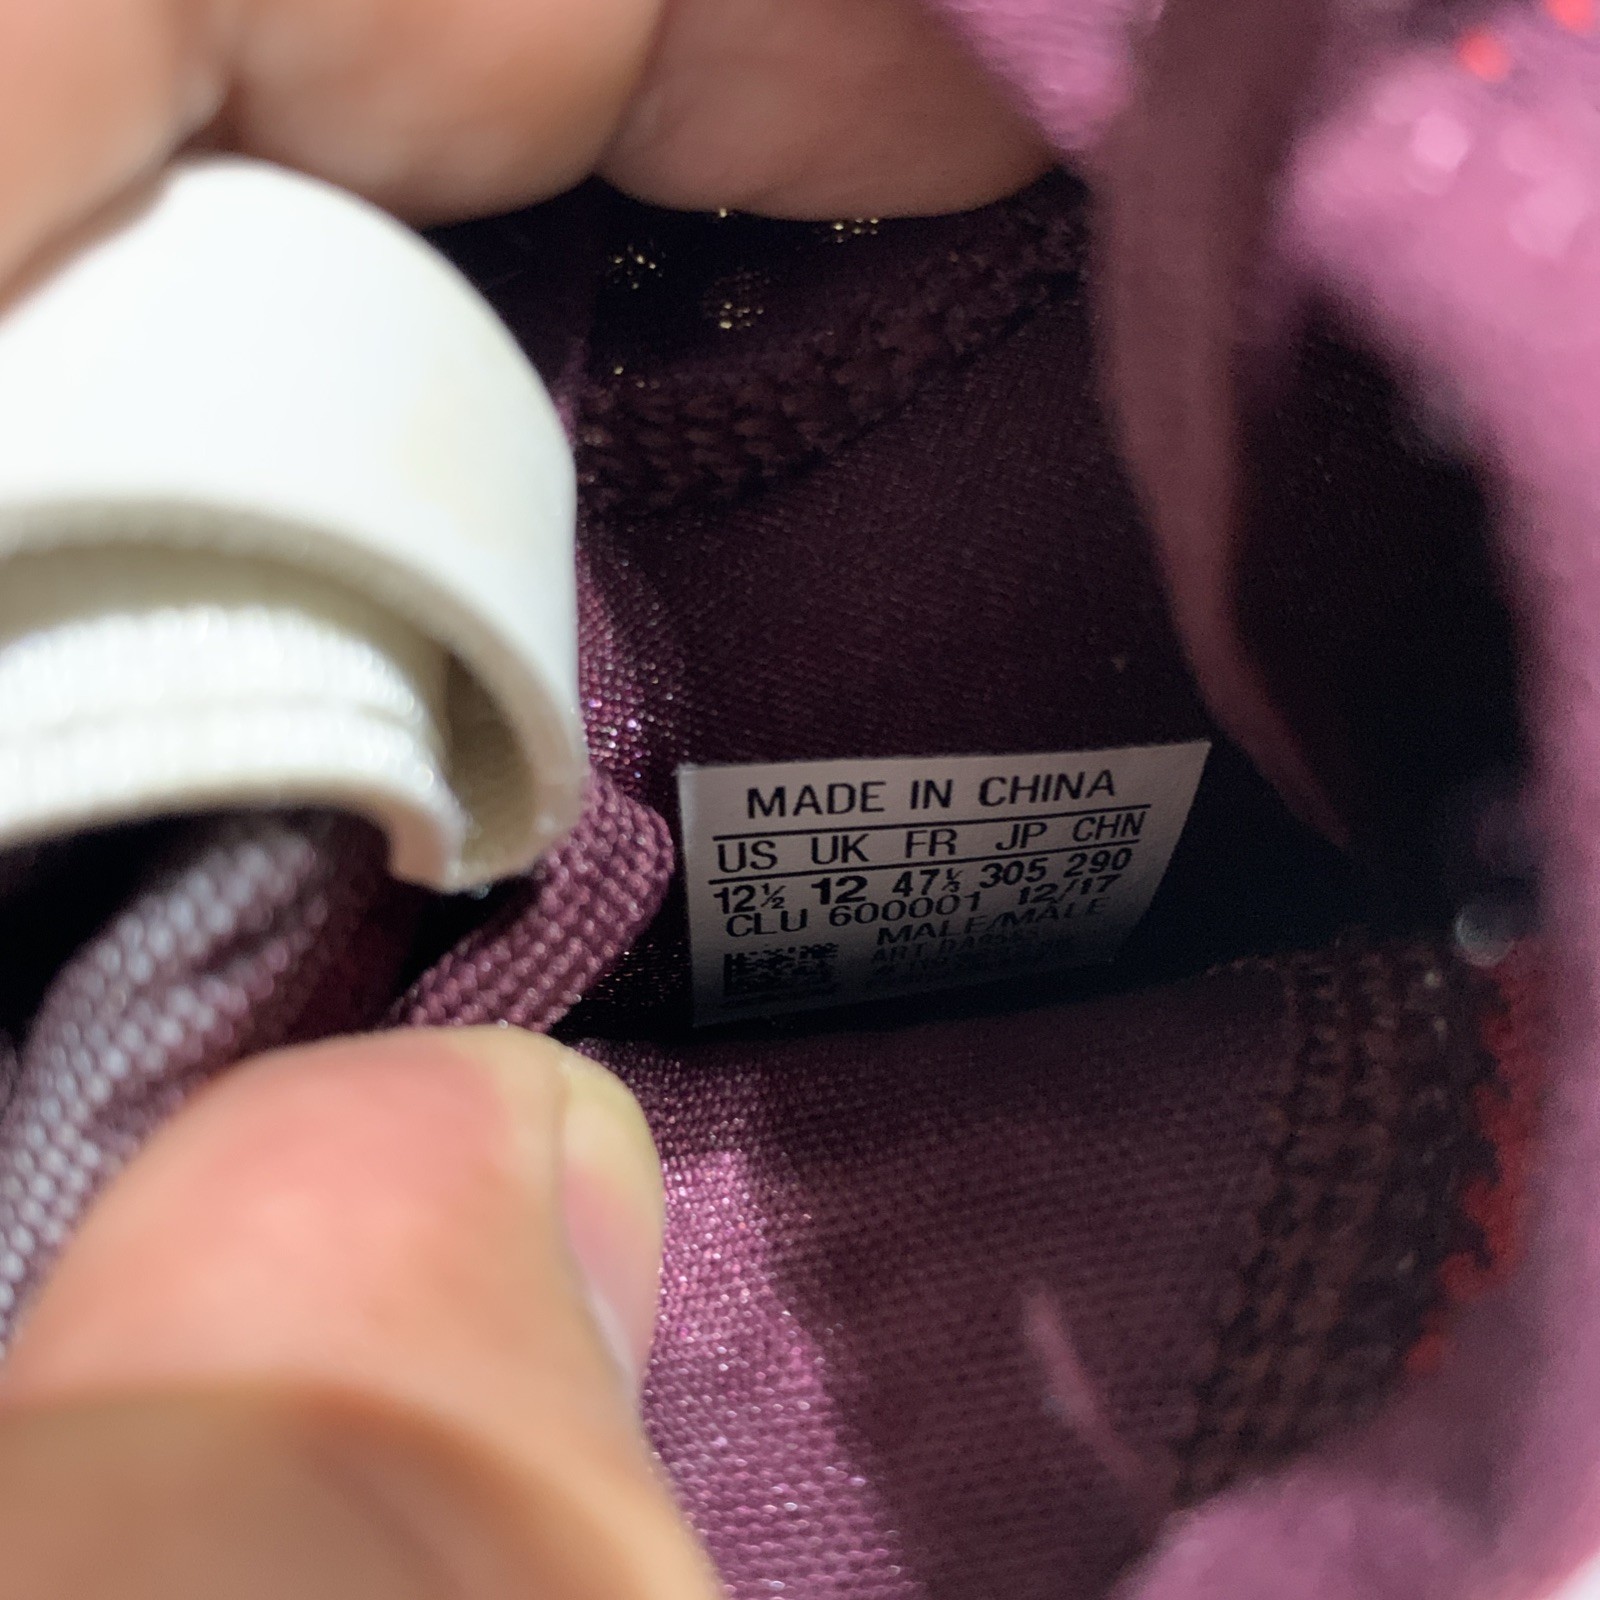 MADE IN CHINA
US UK FR JP CHN
12½ 12 47⅓ 305 290
CLU 600001 12/17
MALE/MALE
ART